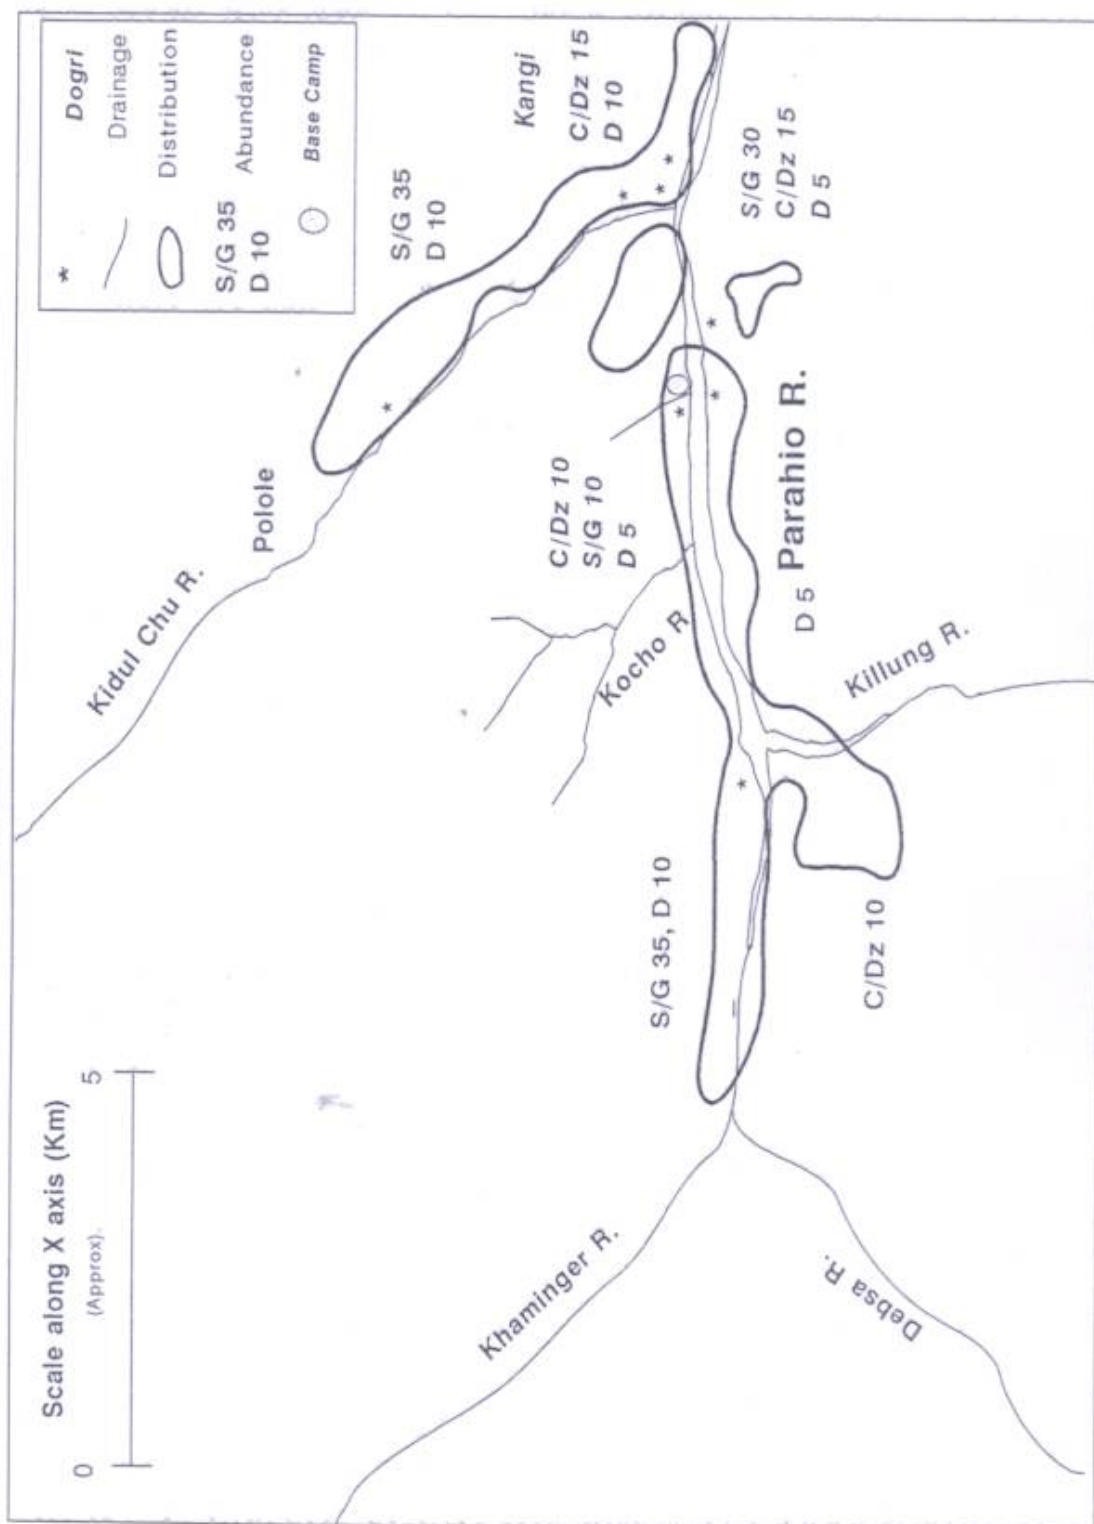 Scale along X axis (Km)
(Approx).
0
5
*
Dogri
Drainage
Distribution
S/G 35
D 10
Abundance
Base Camp
Kidul Chu R.
Polole
S/G 35
D 10
Kangi
C/Dz 15
D 10
S/G 30
C/Dz 15
D 5
C/Dz 10
S/G 10
D 5
Kocho R
D 5 Parahio R.
Killung R.
S/G 35, D 10
C/Dz 10
Khaminger R.
Debsa R.